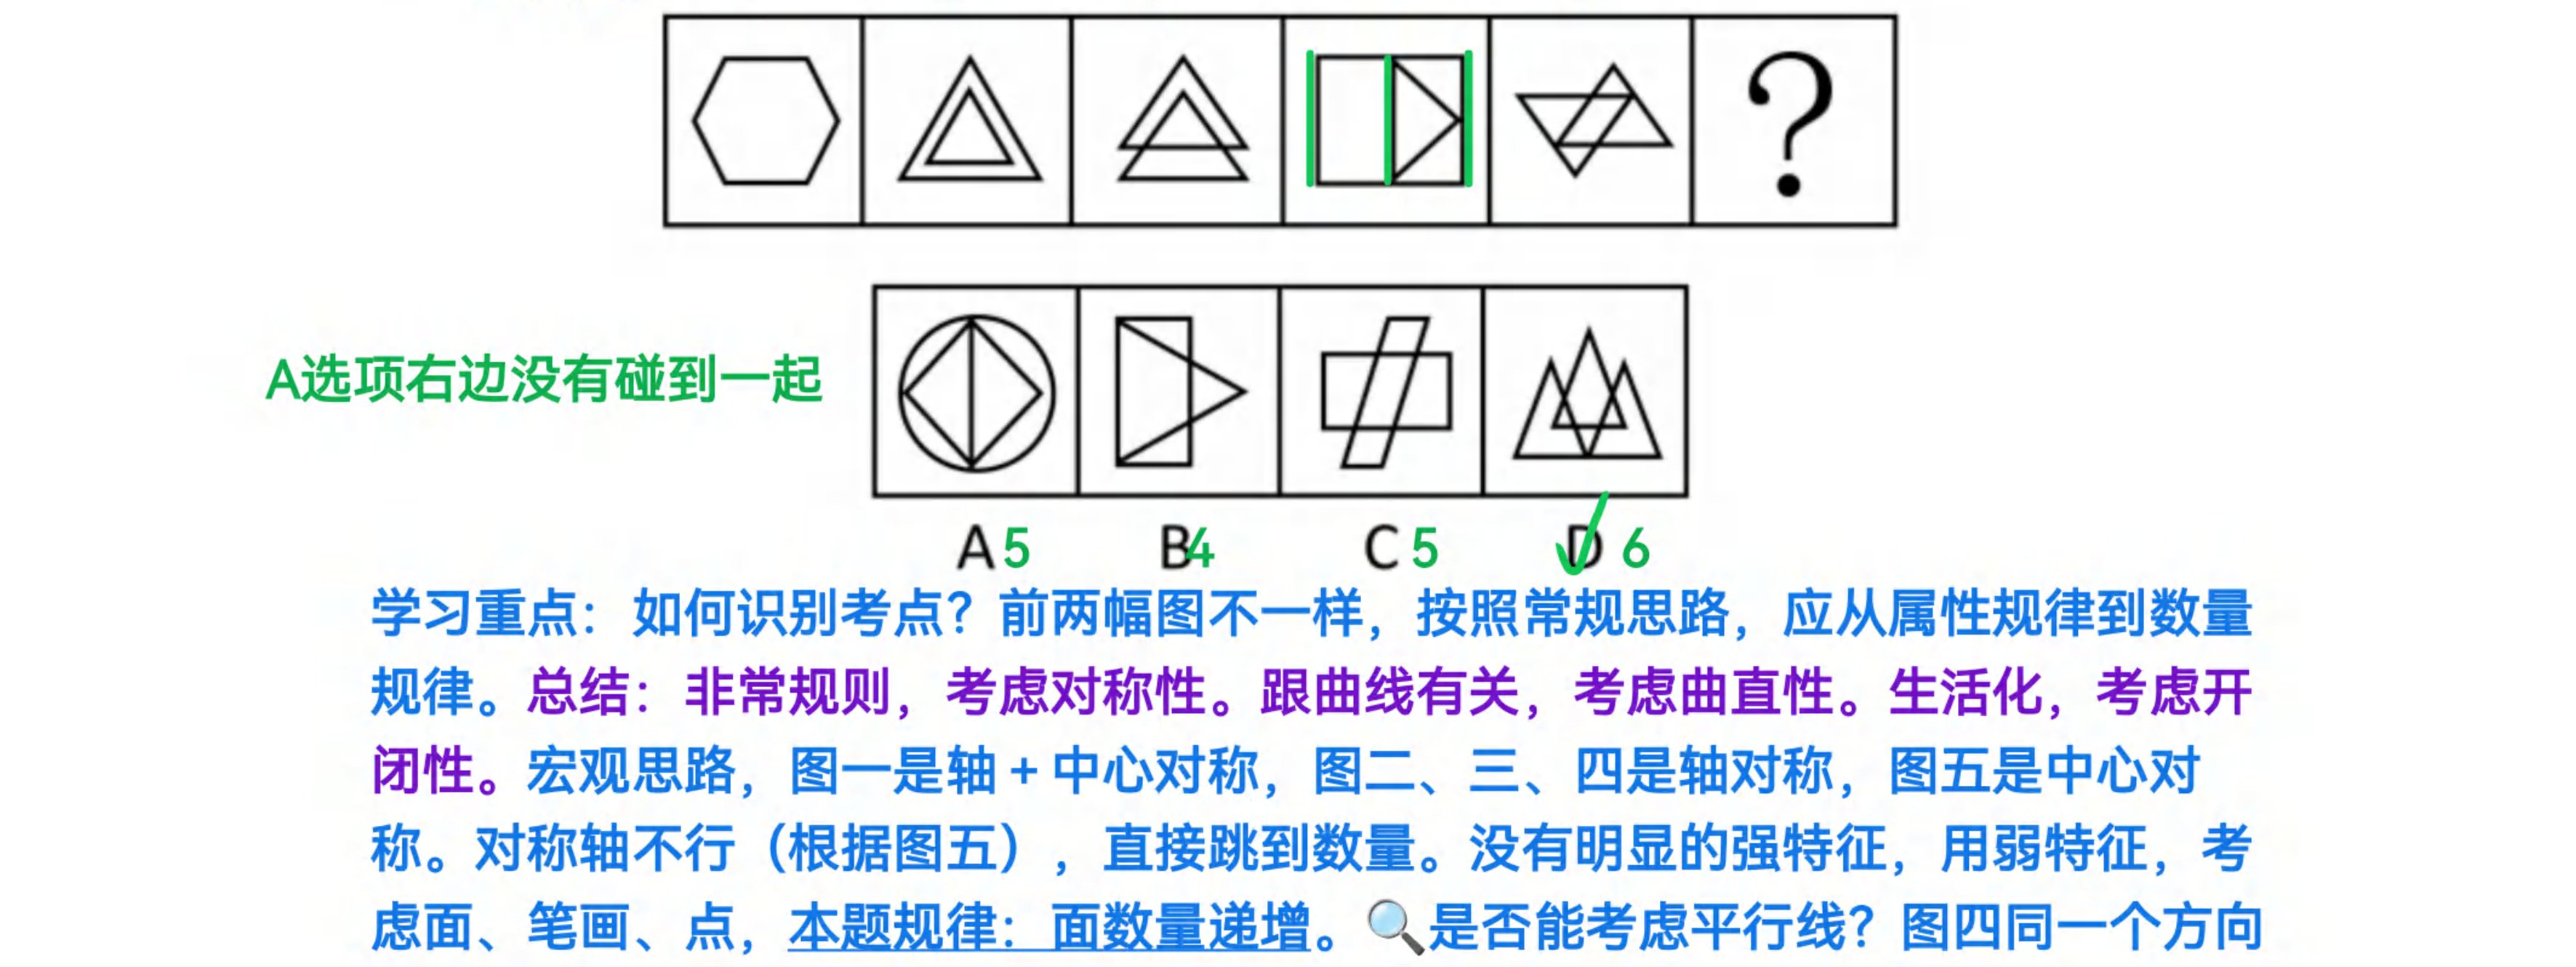 ?
A选项右边没有碰到一起
A 5 B 4 C 5 D 6
学习重点：如何识别考点？前两幅图不一样，按照常规思路，应从属性规律到数量
规律。总结：非常规则，考虑对称性。跟曲线有关，考虑曲直性。生活化，考虑开
闭性。宏观思路，图一是轴+中心对称，图二、三、四是轴对称，图五是中心对
称。对称轴不行（根据图五），直接跳到数量。没有明显的强特征，用弱特征，考
虑面、笔画、点，本题规律：面数量递增。🔍是否能考虑平行线？图四同一个方向